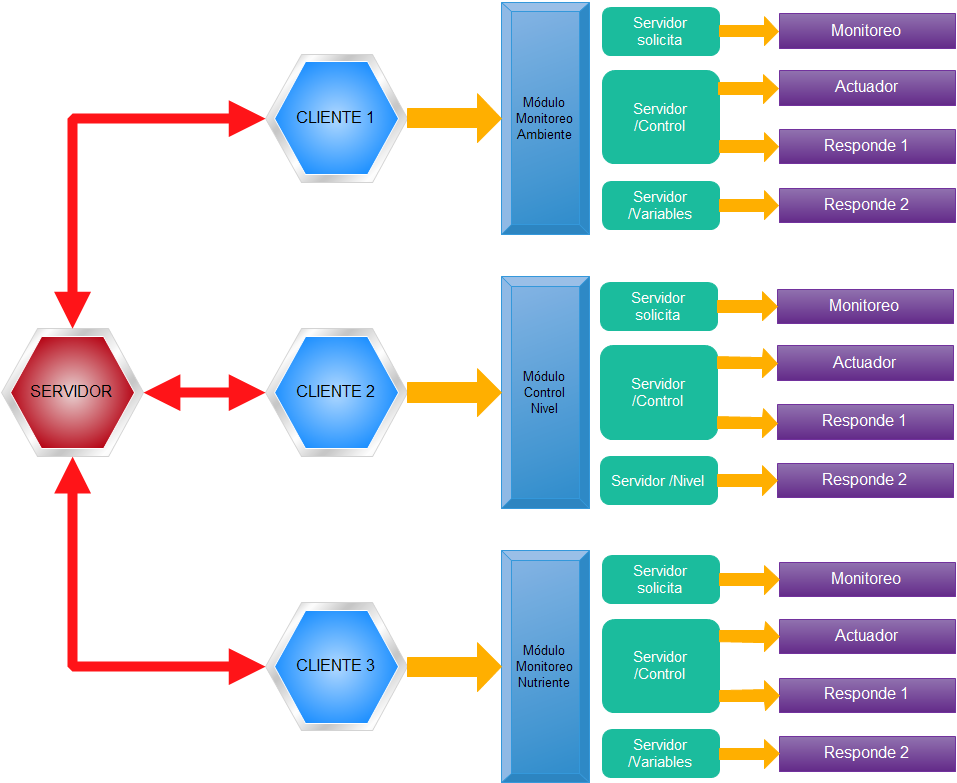 SERVIDOR
CLIENTE 1
Módulo
Monitoreo
Ambiente
Servidor
solicita
Monitoreo
Servidor
/Control
Actuador
Responde 1
Servidor
/Variables
Responde 2
CLIENTE 2
Módulo
Control
Nivel
Servidor
solicita
Monitoreo
Servidor
/Control
Actuador
Responde 1
Servidor /Nivel
Responde 2
CLIENTE 3
Módulo
Monitoreo
Nutriente
Servidor
solicita
Monitoreo
Servidor
/Control
Actuador
Responde 1
Servidor
/Variables
Responde 2